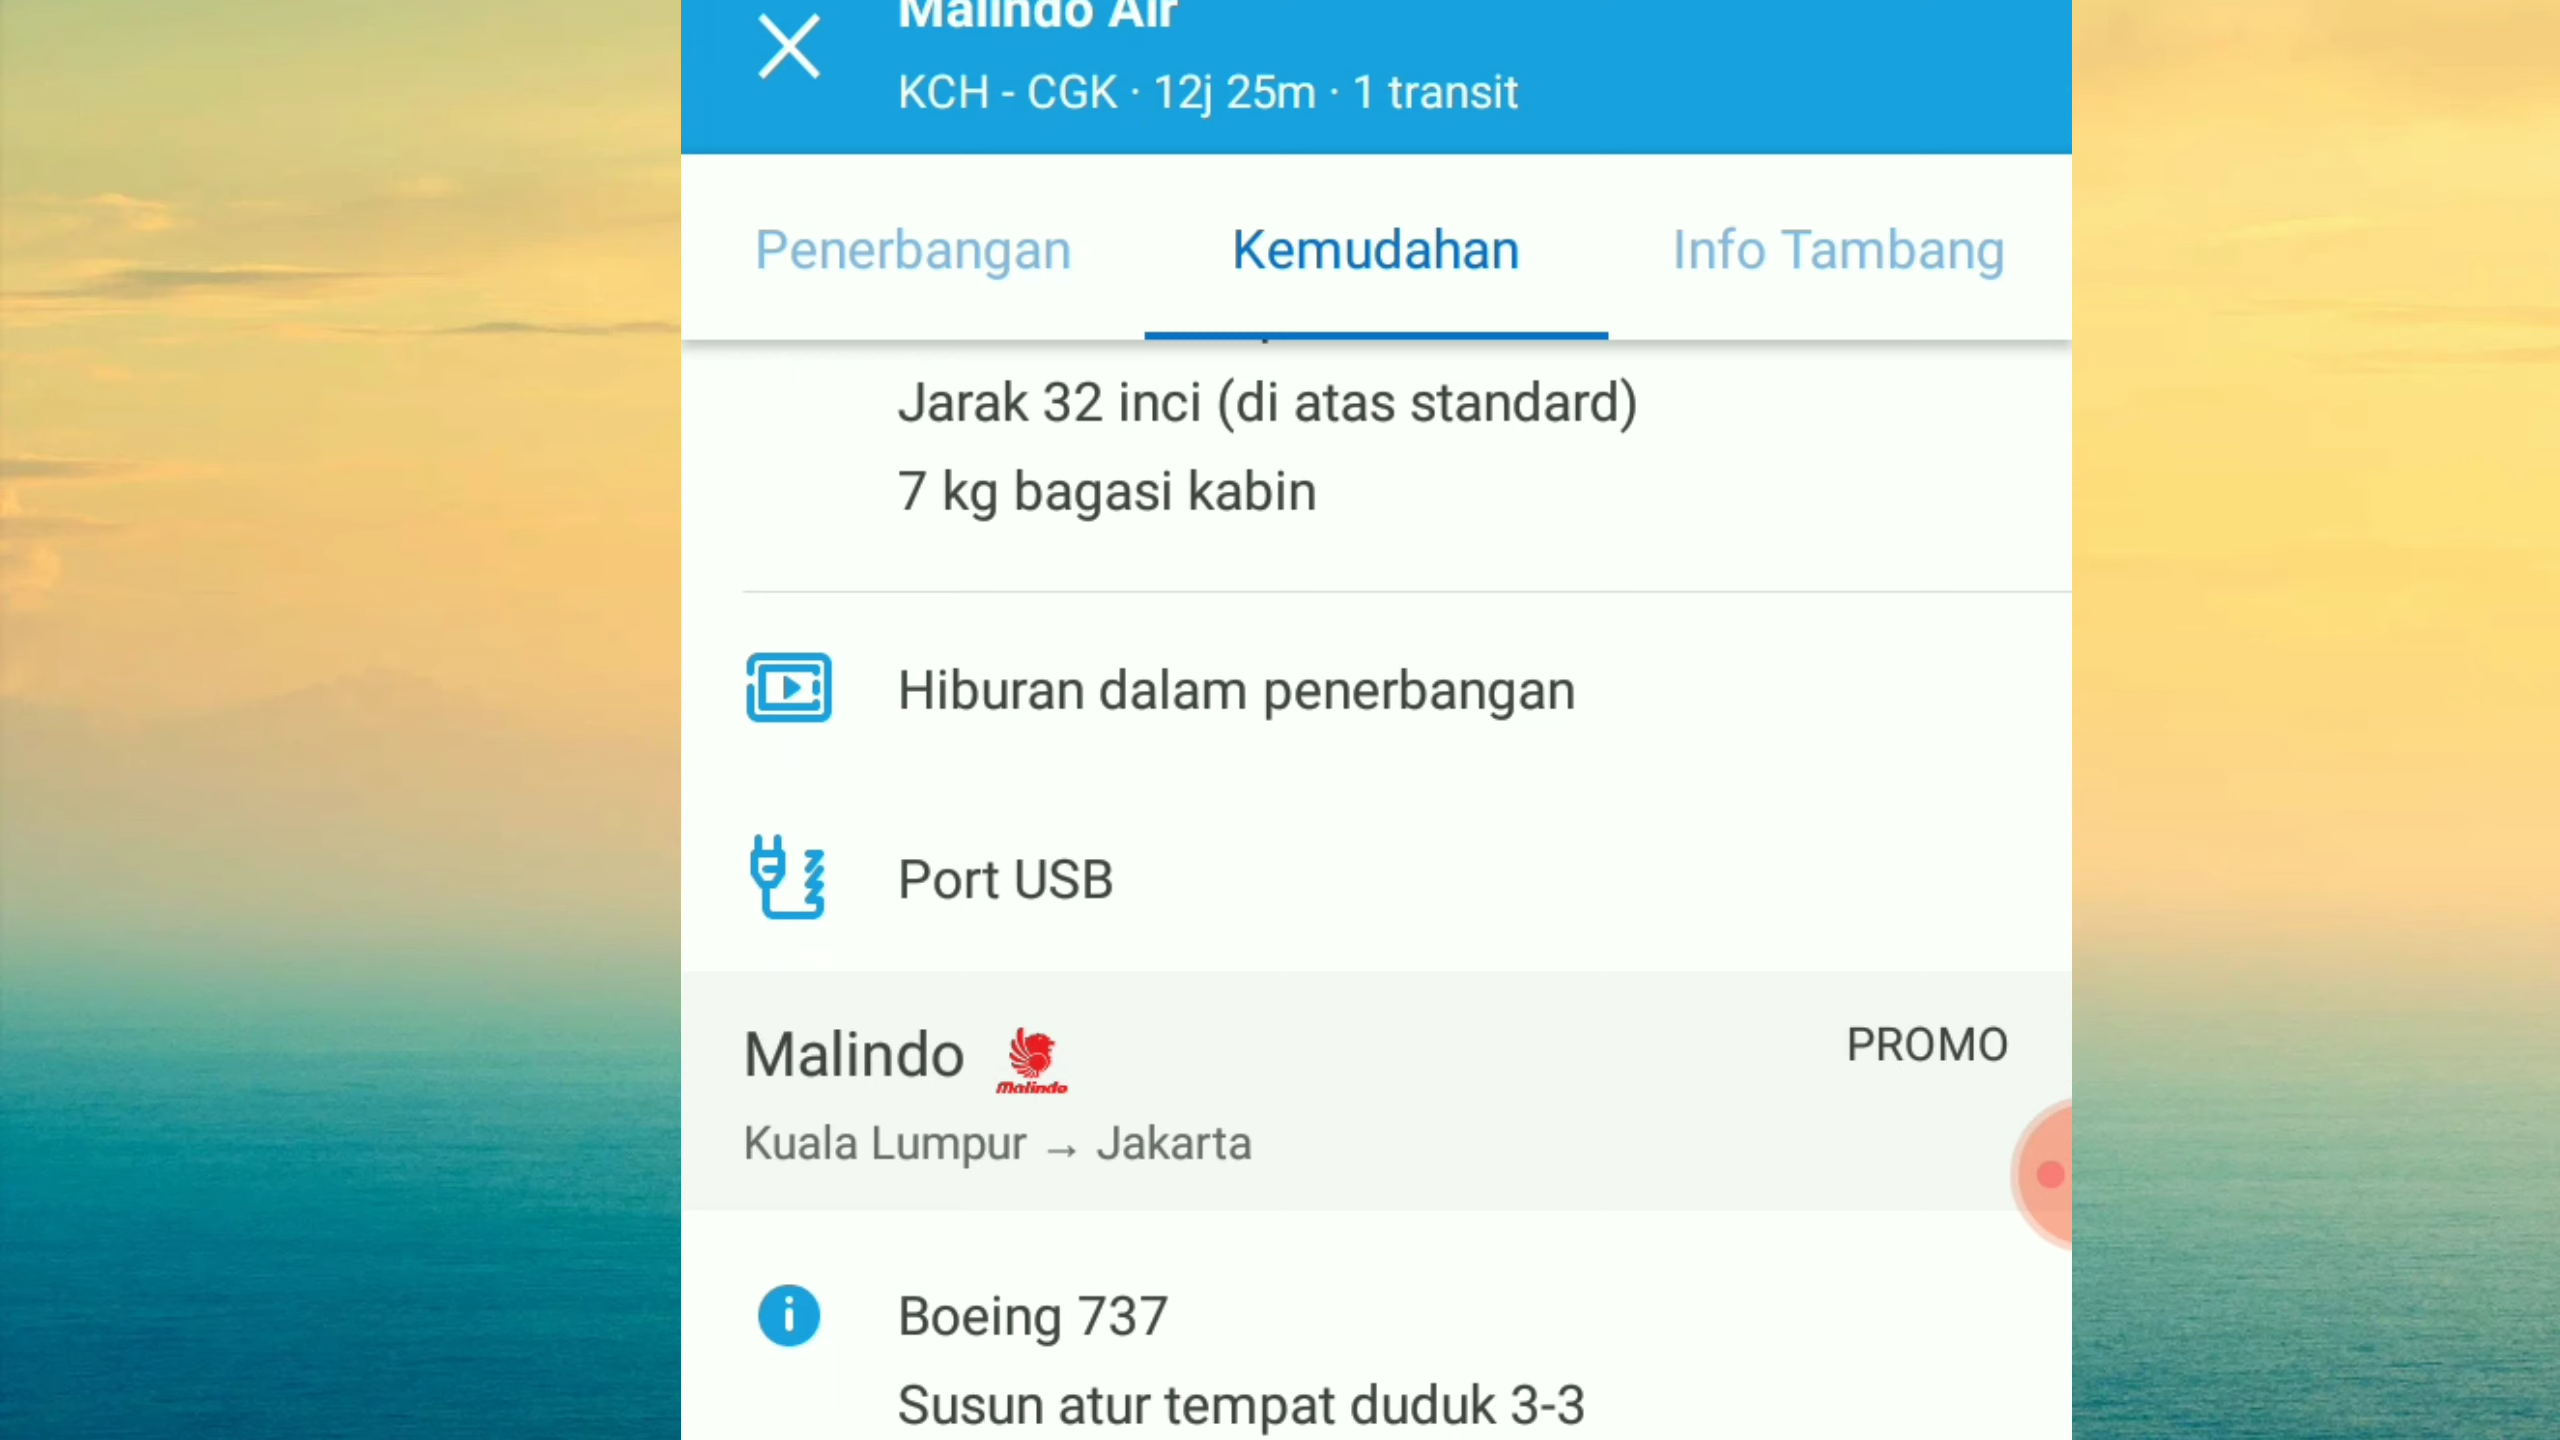 Malindo Air
KCH - CGK · 12j 25m · 1 transit
Penerbangan
Kemudahan
Info Tambang
Jarak 32 inci (di atas standard)
7 kg bagasi kabin
Hiburan dalam penerbangan
Port USB
Malindo
Malindo
PROMO
Kuala Lumpur → Jakarta
Boeing 737
Susun atur tempat duduk 3-3